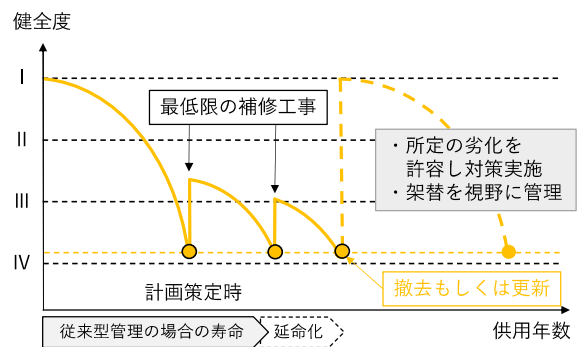 健全度
I
最低限の補修工事
II
・所定の劣化を
許容し対策実施
・架替を視野に管理
III
IV
計画策定時
撤去もしくは更新
従来型管理の場合の寿命
延命化
供用年数